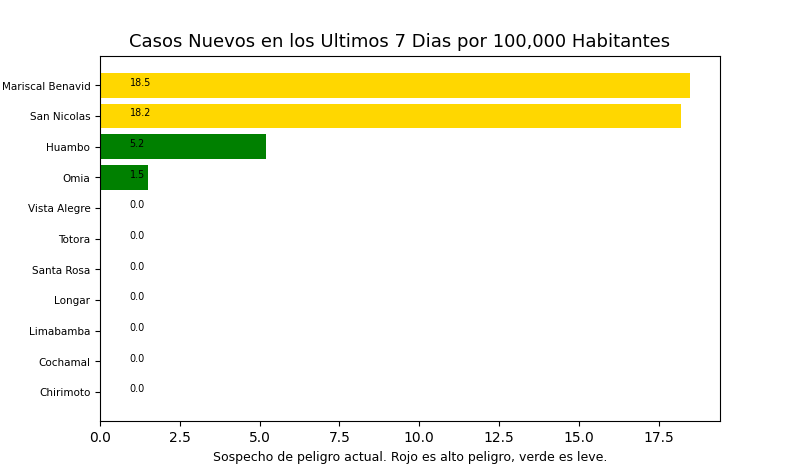 Casos Nuevos en los Ultimos 7 Dias por 100,000 Habitantes
Mariscal Benavid 18.5
San Nicolas 18.2
Huambo 5.2
Omia 1.5
Vista Alegre 0.0
Totora 0.0
Santa Rosa 0.0
Longar 0.0
Limabamba 0.0
Cochamal 0.0
Chirimoto 0.0
0.0 2.5 5.0 7.5 10.0 12.5 15.0 17.5
Sospecho de peligro actual. Rojo es alto peligro, verde es leve.